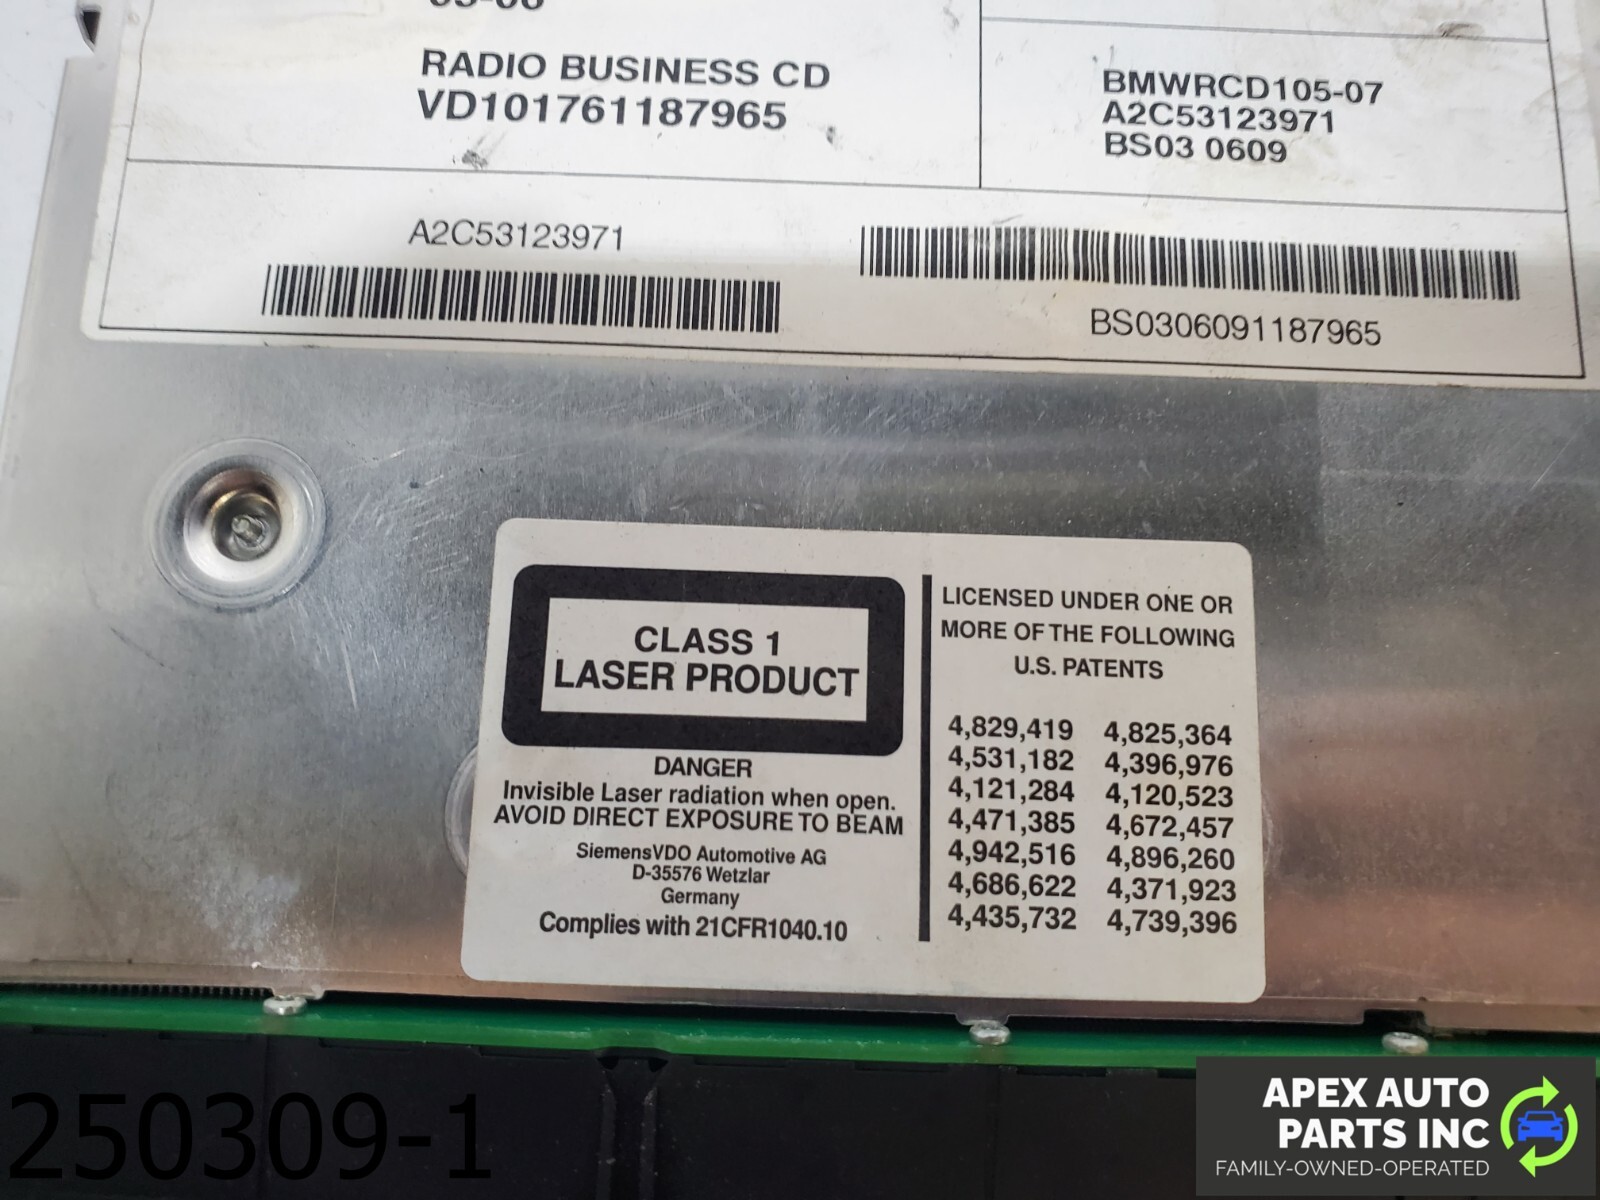 RADIO BUSINESS CD
VD101761187965
BMWRCD105-07
A2C53123971
BS03 0609
A2C53123971
BS0306091187965
CLASS 1
LASER PRODUCT
DANGER
Invisible Laser radiation when open.
AVOID DIRECT EXPOSURE TO BEAM
SiemensVDO Automotive AG
D-35576 Wetzlar
Germany
Complies with 21CFR1040.10
LICENSED UNDER ONE OR
MORE OF THE FOLLOWING
U.S. PATENTS
4,829,419 4,825,364
4,531,182 4,396,976
4,121,284 4,120,523
4,471,385 4,672,457
4,942,516 4,896,260
4,686,622 4,371,923
4,435,732 4,739,396
250309-1
APEX AUTO
PARTS INC
FAMILY-OWNED-OPERATED